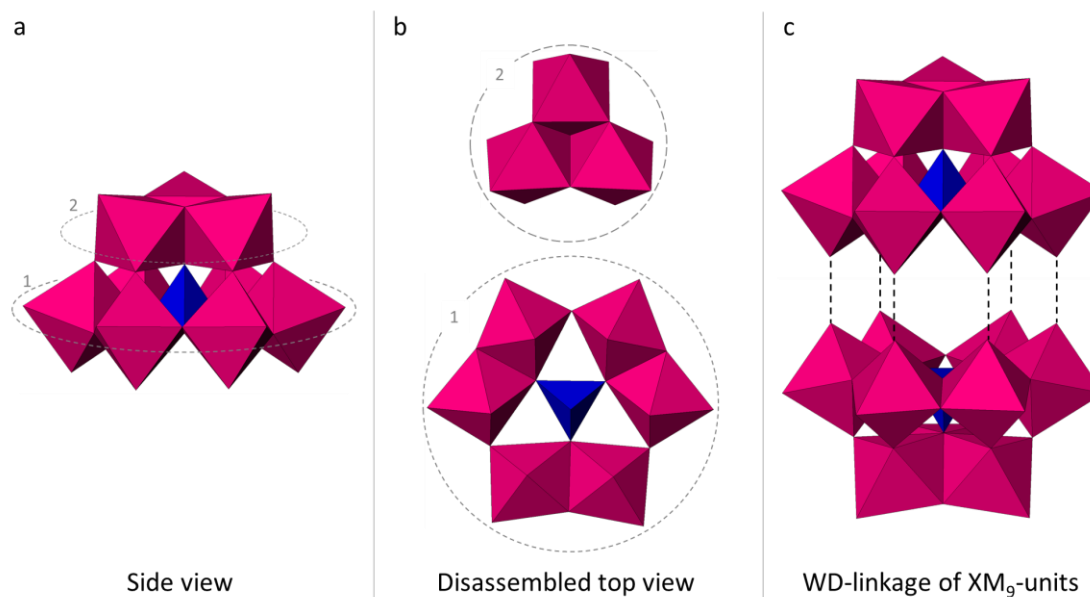 a
2
1
Side view
b
2
1
Disassembled top view
c
WD-linkage of XM₉-units